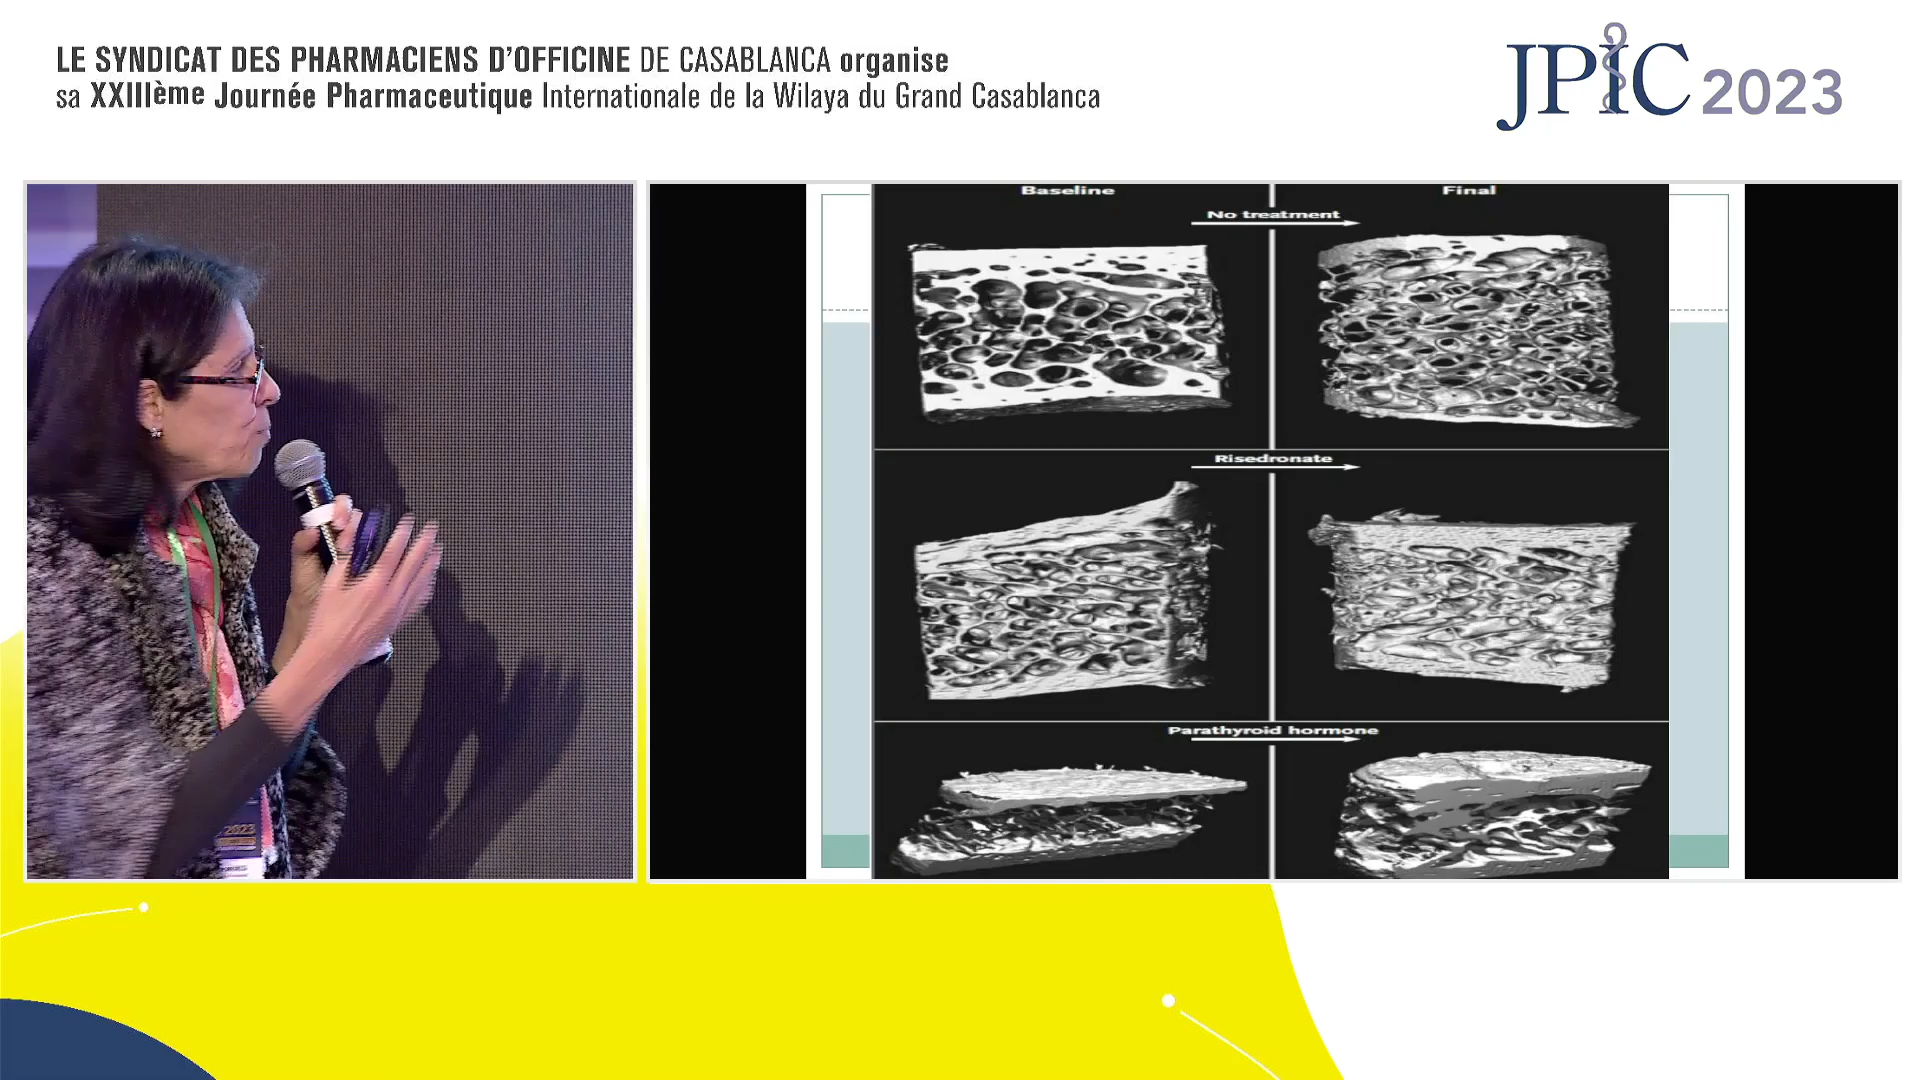 LE SYNDICAT DES PHARMACIENS D'OFFICINE DE CASABLANCA organise
sa XXIIIème Journée Pharmaceutique Internationale de la Wilaya du Grand Casablanca
JPIC 2023
Baseline
Final
No treatment
Risedronate
Parathyroid hormone
2023